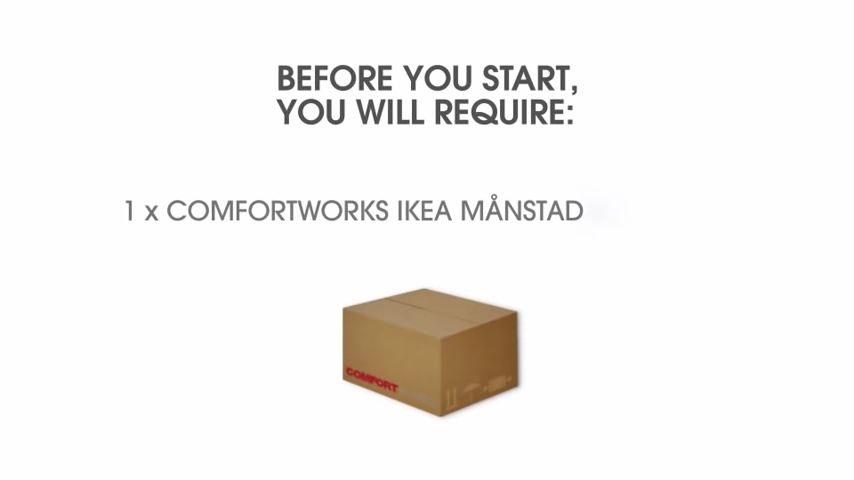 BEFORE YOU START,
YOU WILL REQUIRE:
1 x COMFORTWORKS IKEA MÅNSTAD
COMFORT